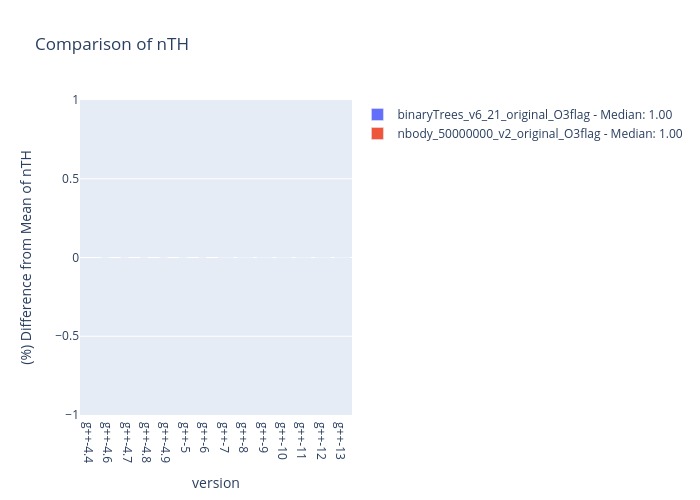 Comparison of nTH
binaryTrees_v6_21_original_O3flag - Median: 1.00
nbody_50000000_v2_original_O3flag - Median: 1.00
(%) Difference from Mean of nTH
1
0.5
0
−0.5
−1
g++-4.4
g++-4.6
g++-4.7
g++-4.8
g++-4.9
g++-5
g++-6
g++-7
g++-8
g++-9
g++-10
g++-11
g++-12
g++-13
version